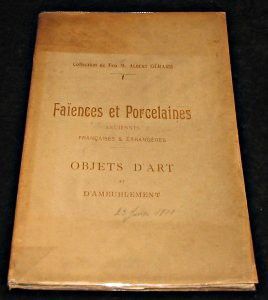 Collection de Feu M. Albert Gérard
Faïences et Porcelaines
ANCIENNES
FRANÇAISES & ÉTRANGÈRES
OBJETS D'ART
ET
D'AMEUBLEMENT